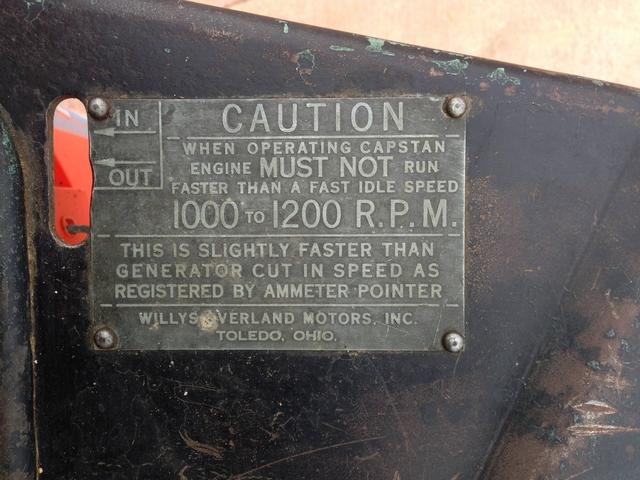 IN
OUT
CAUTION
WHEN OPERATING CAPSTAN
ENGINE MUST NOT RUN
FASTER THAN A FAST IDLE SPEED
1000 TO 1200 R.P.M.
THIS IS SLIGHTLY FASTER THAN
GENERATOR CUT IN SPEED AS
REGISTERED BY AMMETER POINTER
WILLYS OVERLAND MOTORS, INC.
TOLEDO, OHIO.